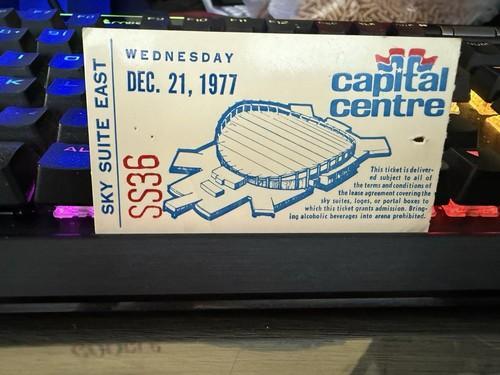 WEDNESDAY
DEC. 21, 1977
capital
centre
SKY SUITE EAST
SS36
This ticket is deliver-
ed subject to all of
the terms and conditions of
the lease agreement covering the
sky suites, loges, or portal boxes to
which this ticket grants admission. Bring-
ing alcoholic beverages into arena prohibited.